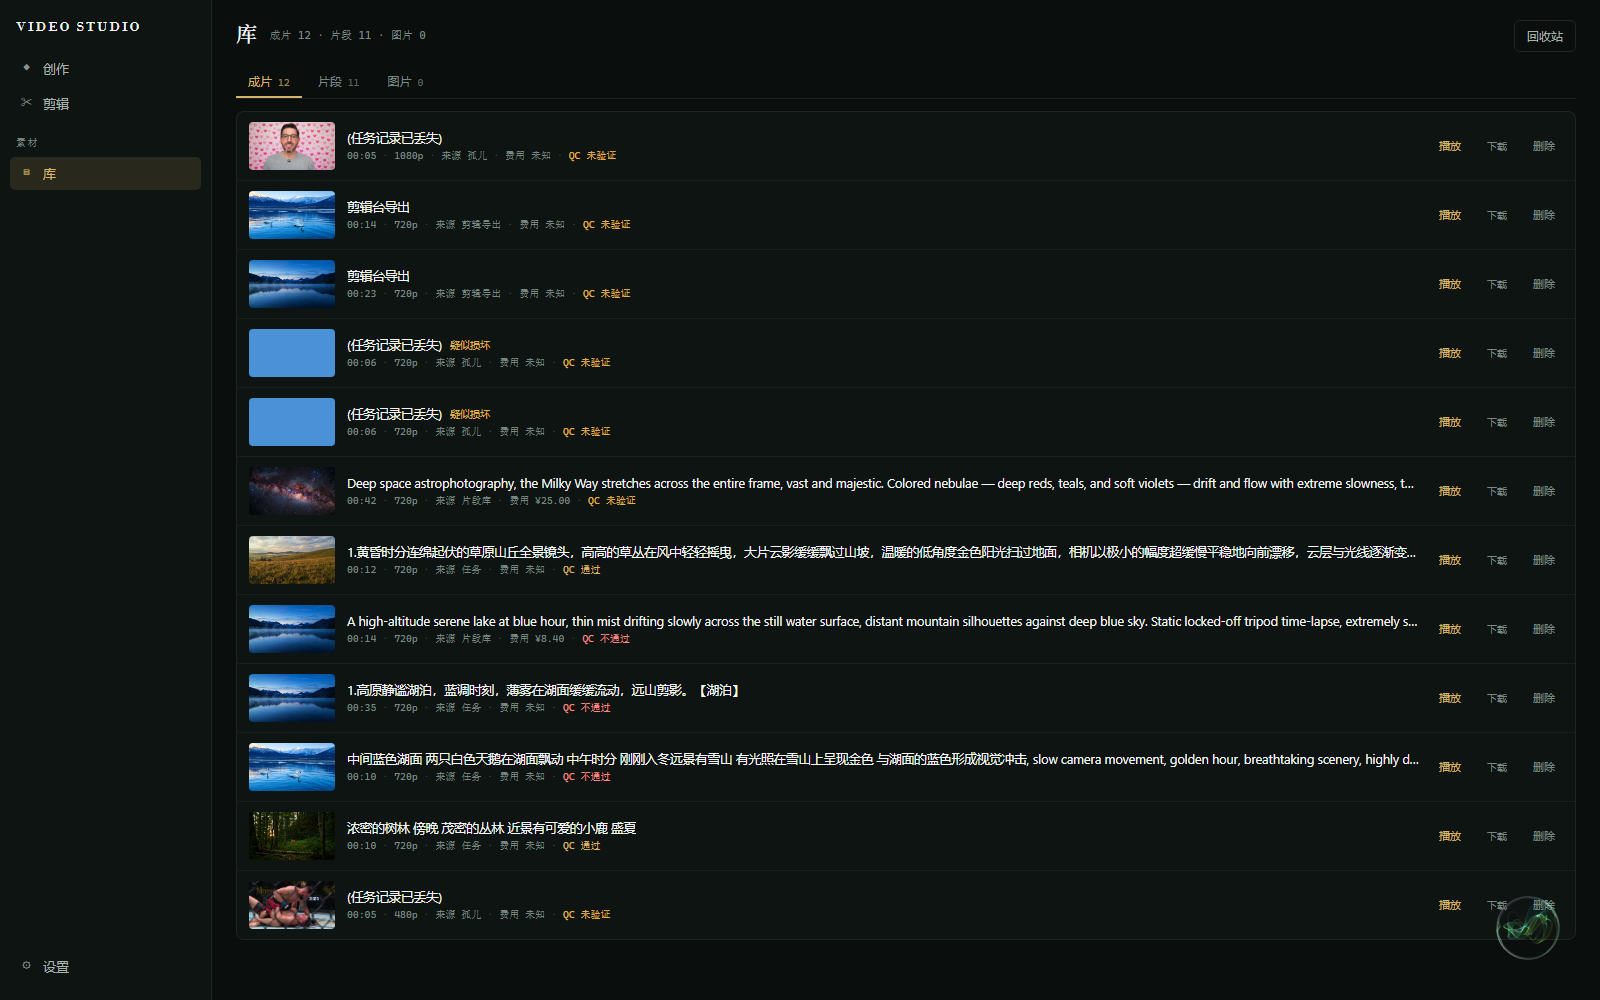 VIDEO STUDIO
创作
剪辑
素材
库
设置
库 成片 12 · 片段 11 · 图片 0
回收站
成片 12 片段 11 图片 0
(任务记录已丢失)
00:05 · 1080p · 来源 孤儿 · 费用 未知 · QC 未验证
播放 下载 删除
剪辑台导出
00:14 · 720p · 来源 剪辑导出 · 费用 未知 · QC 未验证
播放 下载 删除
剪辑台导出
00:23 · 720p · 来源 剪辑导出 · 费用 未知 · QC 未验证
播放 下载 删除
(任务记录已丢失) 疑似损坏
00:06 · 720p · 来源 孤儿 · 费用 未知 · QC 未验证
播放 下载 删除
(任务记录已丢失) 疑似损坏
00:06 · 720p · 来源 孤儿 · 费用 未知 · QC 未验证
播放 下载 删除
Deep space astrophotography, the Milky Way stretches across the entire frame, vast and majestic. Colored nebulae — deep reds, teals, and soft violets — drift and flow with extreme slowness, t...
00:42 · 720p · 来源 片段库 · 费用 ¥25.00 · QC 未验证
播放 下载 删除
1.黄昏时分连绵起伏的草原山丘全景镜头，高高的草丛在风中轻轻摇曳，大片云影缓缓飘过山坡，温暖的低角度金色阳光扫过地面，相机以极小的幅度超缓慢平稳地向前漂移，云层与光线逐渐变...
00:12 · 720p · 来源 任务 · 费用 未知 · QC 通过
播放 下载 删除
A high-altitude serene lake at blue hour, thin mist drifting slowly across the still water surface, distant mountain silhouettes against deep blue sky. Static locked-off tripod time-lapse, extremely s...
00:14 · 720p · 来源 片段库 · 费用 ¥8.40 · QC 不通过
播放 下载 删除
1.高原静谧湖泊，蓝调时刻，薄雾在湖面缓缓流动，远山剪影。【湖泊】
00:35 · 720p · 来源 任务 · 费用 未知 · QC 不通过
播放 下载 删除
中间蓝色湖面 两只白色天鹅在湖面飘动 中午时分 刚刚入冬远景有雪山 有光照在雪山上呈现金色 与湖面的蓝色形成视觉冲击, slow camera movement, golden hour, breathtaking scenery, highly d...
00:10 · 720p · 来源 任务 · 费用 未知 · QC 不通过
播放 下载 删除
浓密的树林 傍晚 茂密的丛林 近景有可爱的小鹿 盛夏
00:10 · 720p · 来源 任务 · 费用 未知 · QC 通过
播放 下载 删除
(任务记录已丢失)
00:05 · 480p · 来源 孤儿 · 费用 未知 · QC 未验证
播放 下载 删除